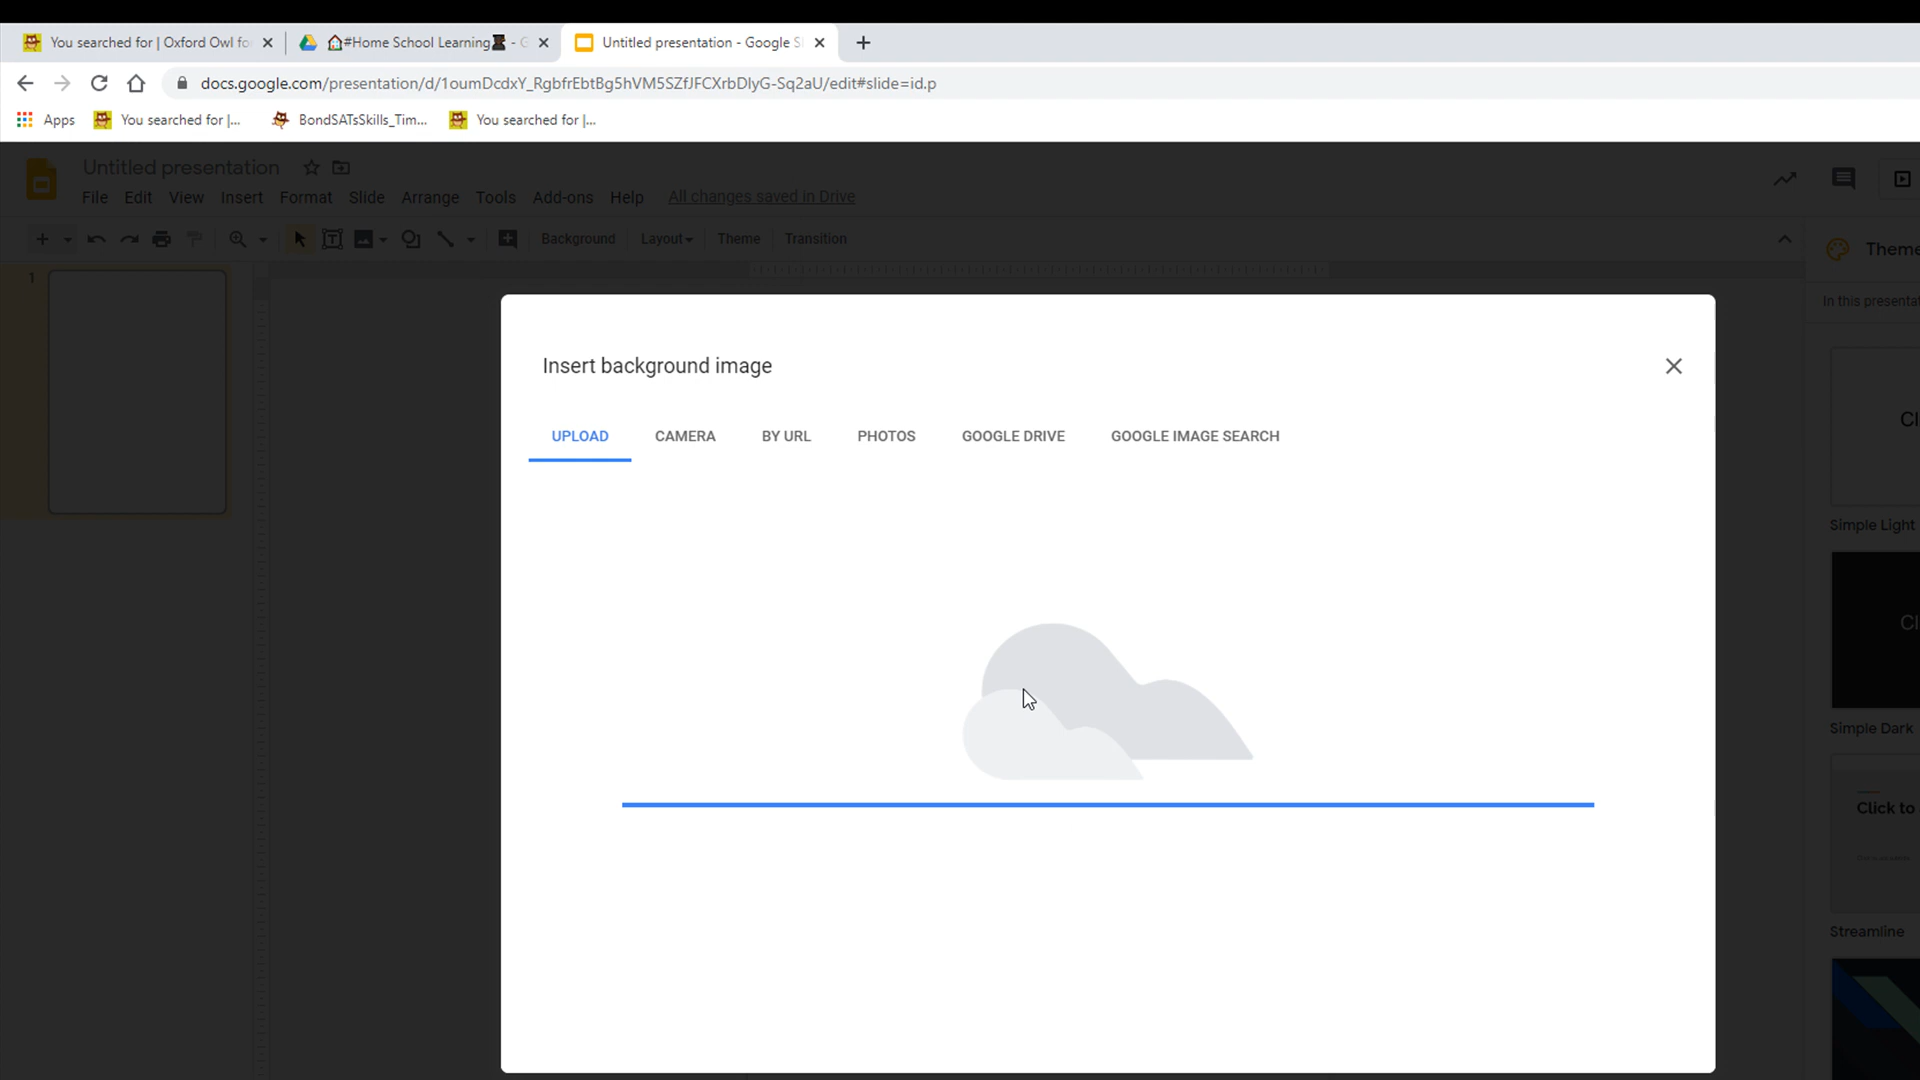 You searched for | Oxford Owl fo
🏠#Home School Learning - G
Untitled presentation - Google S
docs.google.com/presentation/d/1oumDcdxY_RgbfrEbtBg5hVM5SZfJFCXrbDlyG-Sq2aU/edit#slide=id.p
Apps You searched for |... BondSATsSkills_Tim... You searched for |...
Untitled presentation
File Edit View Insert Format Slide Arrange Tools Add-ons Help All changes saved in Drive
Background Layout Theme Transition
Theme
In this presenta
1
Insert background image
UPLOAD CAMERA BY URL PHOTOS GOOGLE DRIVE GOOGLE IMAGE SEARCH
Cl
Simple Light
Cl
Simple Dark
Click to
Streamline